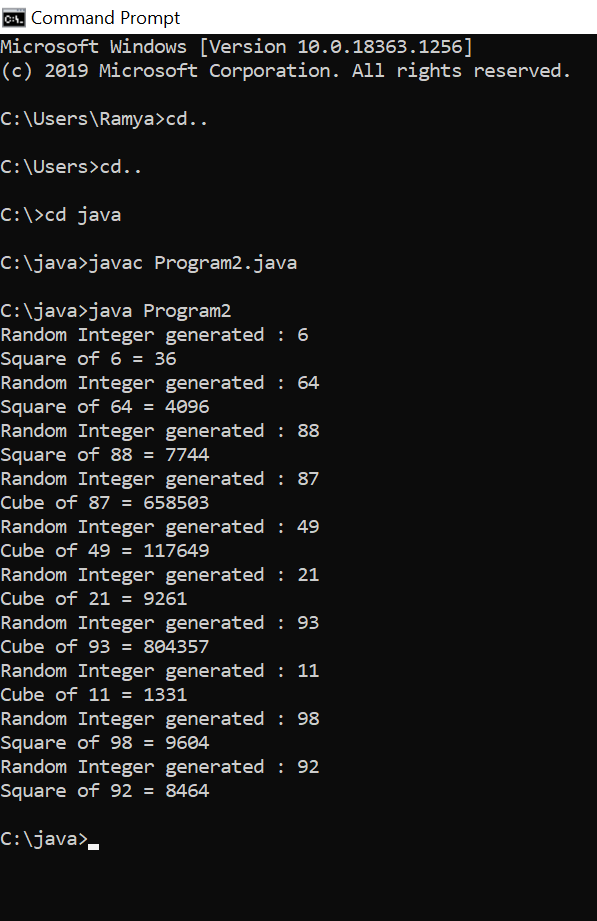 Command Prompt
Microsoft Windows [Version 10.0.18363.1256]
(c) 2019 Microsoft Corporation. All rights reserved.
C:\Users\Ramya>cd..
C:\Users>cd..
C:\>cd java
C:\java>javac Program2.java
C:\java>java Program2
Random Integer generated : 6
Square of 6 = 36
Random Integer generated : 64
Square of 64 = 4096
Random Integer generated : 88
Square of 88 = 7744
Random Integer generated : 87
Cube of 87 = 658503
Random Integer generated : 49
Cube of 49 = 117649
Random Integer generated : 21
Cube of 21 = 9261
Random Integer generated : 93
Cube of 93 = 804357
Random Integer generated : 11
Cube of 11 = 1331
Random Integer generated : 98
Square of 98 = 9604
Random Integer generated : 92
Square of 92 = 8464
C:\java>